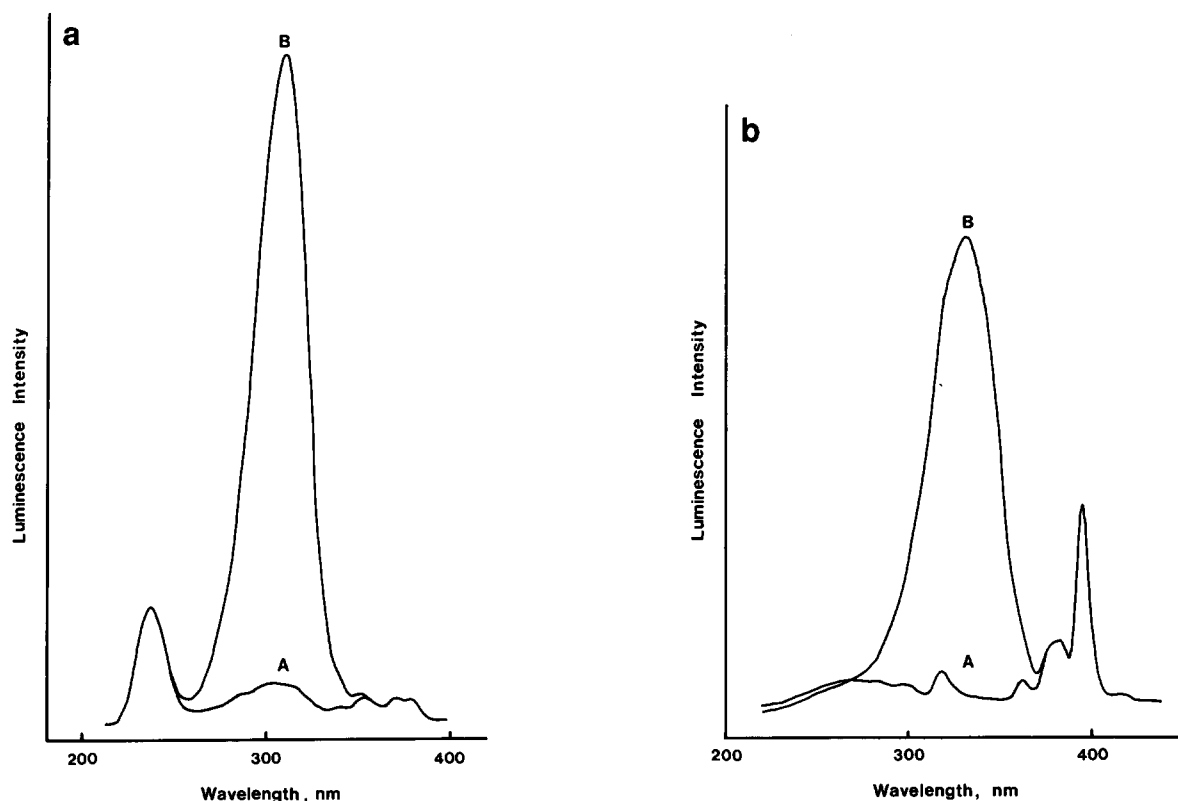 a
B
A
Luminescence Intensity
200
300
400
Wavelength, nm
b
B
A
Luminescence Intensity
200
300
400
Wavelength, nm